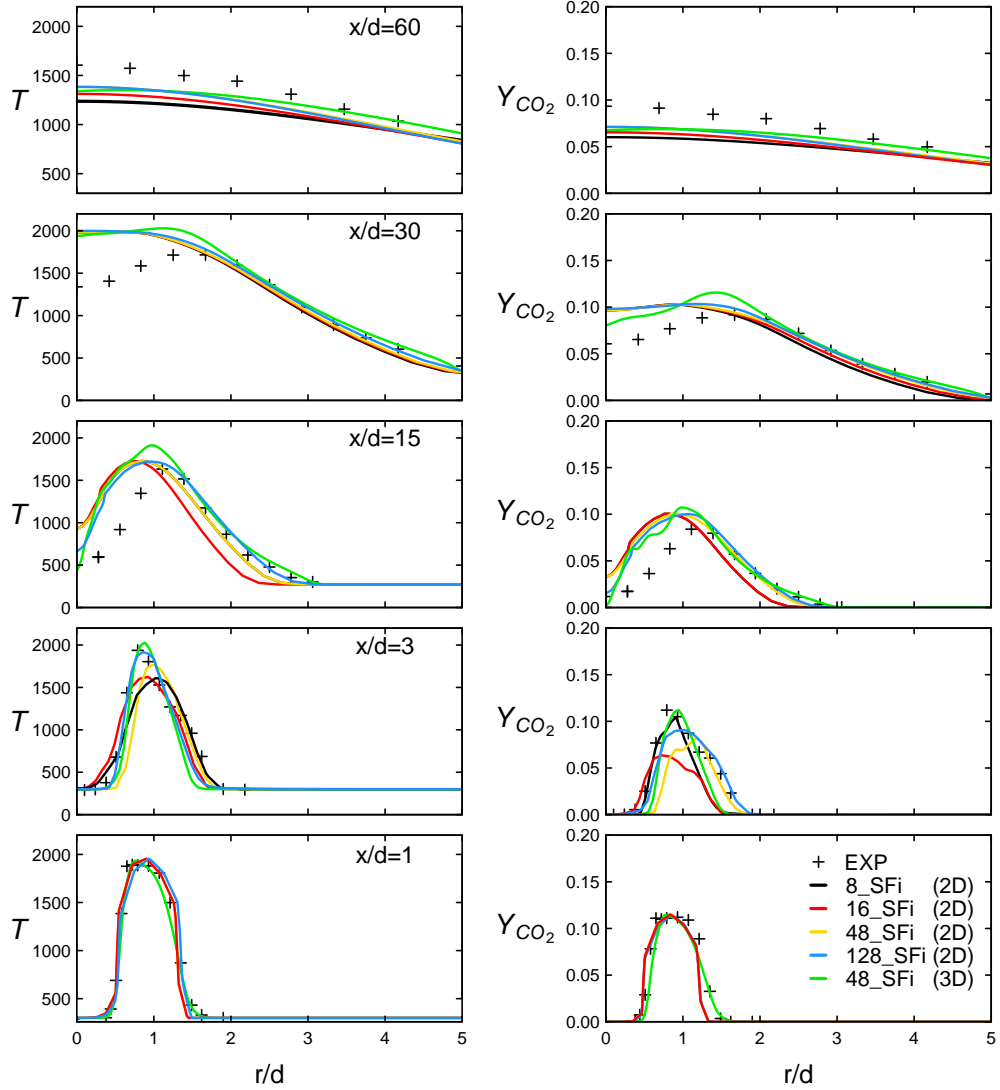 2000
1500
1000
500
T
x/d=60
0.20
0.15
0.10
0.05
0.00
Y_CO2
2000
1500
1000
500
0
T
x/d=30
0.20
0.15
0.10
0.05
0.00
Y_CO2
2000
1500
1000
500
0
T
x/d=15
0.20
0.15
0.10
0.05
0.00
Y_CO2
2000
1500
1000
500
T
x/d=3
0.20
0.15
0.10
0.05
0.00
Y_CO2
2000
1500
1000
500
T
x/d=1
0 1 2 3 4 5
r/d
0.20
0.15
0.10
0.05
0.00
Y_CO2
EXP
8_SFi (2D)
16_SFi (2D)
48_SFi (2D)
128_SFi (2D)
48_SFi (3D)
0 1 2 3 4 5
r/d